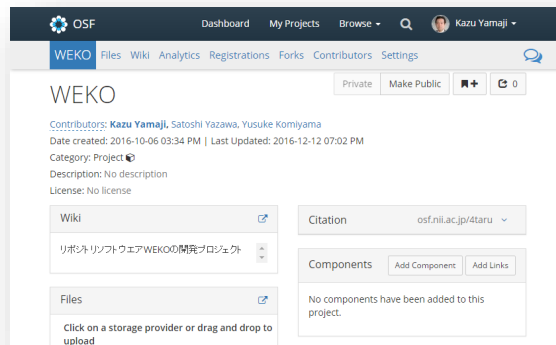 OSF Dashboard My Projects Browse Kazu Yamaji
WEKO Files Wiki Analytics Registrations Forks Contributors Settings
WEKO
Private Make Public 0
Contributors: Kazu Yamaji, Satoshi Yazawa, Yusuke Komiyama
Date created: 2016-10-06 03:34 PM | Last Updated: 2016-12-12 07:02 PM
Category: Project
Description: No description
License: No license
Wiki
リポジトリソフトウエアWEKOの開発プロジェクト
Files
Click on a storage provider or drag and drop to
upload
Citation osf.nii.ac.jp/4taru
Components Add Component Add Links
No components have been added to this
project.